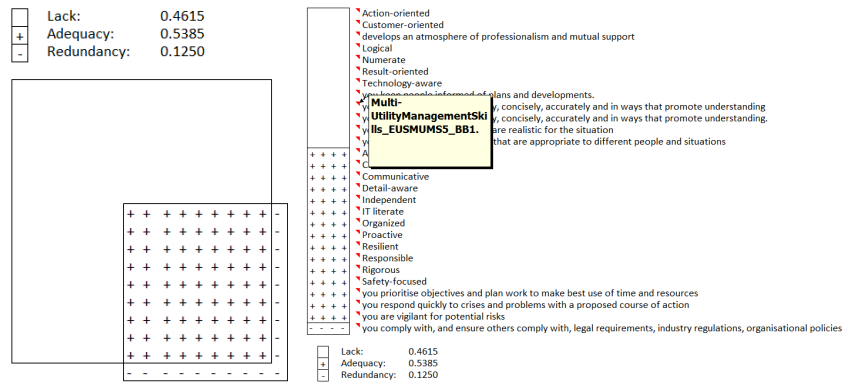 Lack: 0.4615
+ Adequacy: 0.5385
- Redundancy: 0.1250
+ + + + + + + + + -
+ + + + + + + + + -
+ + + + + + + + + -
+ + + + + + + + + -
+ + + + + + + + + -
+ + + + + + + + + -
+ + + + + + + + + -
+ + + + + + + + + -
+ + + + + + + + + -
- - - - - - - - - -
Action-oriented
Customer-oriented
develops an atmosphere of professionalism and mutual support
Logical
Numerate
Result-oriented
Technology-aware
you keep people informed of plans and developments.
y, concisely, accurately and in ways that promote understanding
y, concisely, accurately and in ways that promote understanding.
are realistic for the situation
that are appropriate to different people and situations
Multi-
UtilityManagementSki
lls_EUSMUMS5_BB1.
+ + + + A
+ + + + C
+ + + + Communicative
+ + + + Detail-aware
+ + + + Independent
+ + + + IT literate
+ + + + Organized
+ + + + Proactive
+ + + + Resilient
+ + + + Responsible
+ + + + Rigorous
+ + + + Safety-focused
+ + + + you prioritise objectives and plan work to make best use of time and resources
+ + + + you respond quickly to crises and problems with a proposed course of action
+ + + + you are vigilant for potential risks
- - - - you comply with, and ensure others comply with, legal requirements, industry regulations, organisational policies
Lack: 0.4615
+ Adequacy: 0.5385
- Redundancy: 0.1250